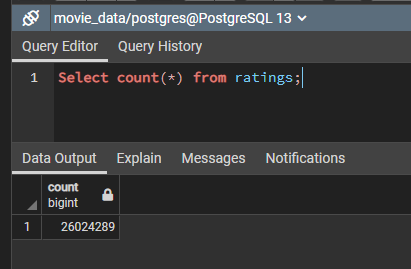 movie_data/postgres@PostgreSQL 13
Query Editor Query History
1 Select count(*) from ratings;
Data Output Explain Messages Notifications
count
bigint
1 26024289